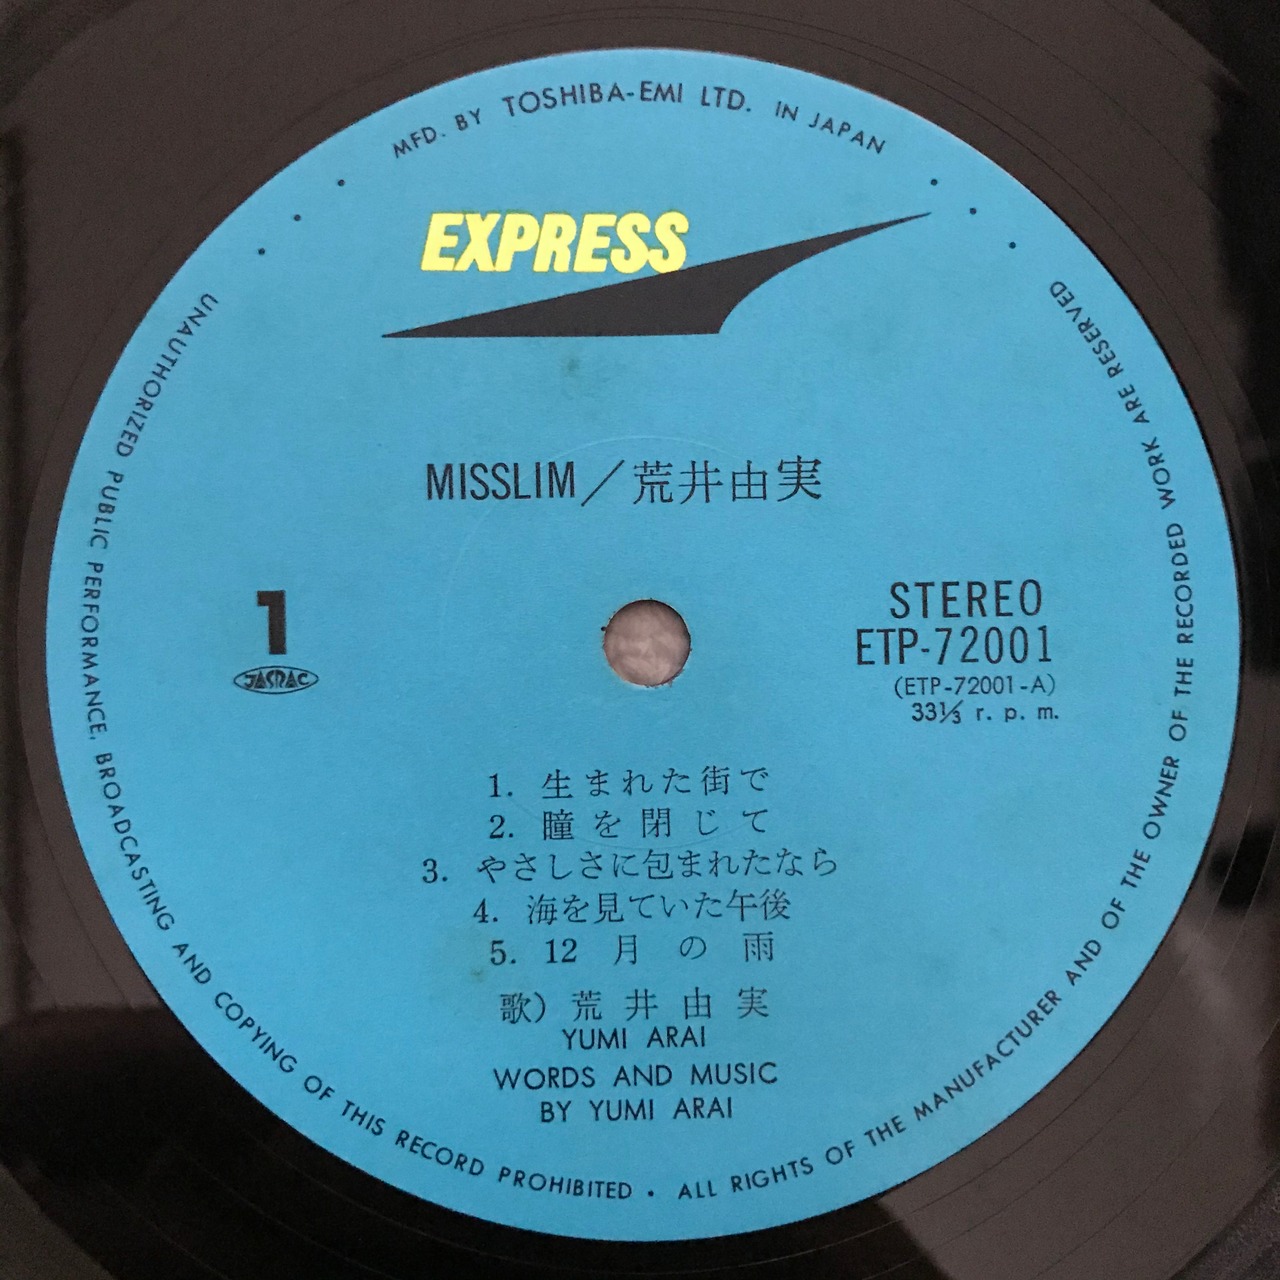 MFD. BY TOSHIBA-EMI LTD. IN JAPAN
EXPRESS
MISSLIM／荒井由実
1
JASRAC
STEREO
ETP-72001
(ETP-72001-A)
33⅓ r. p. m.
1. 生まれた街で
2. 瞳を閉じて
3. やさしさに包まれたなら
4. 海を見ていた午後
5. 12月の雨
歌）荒井由実
YUMI ARAI
WORDS AND MUSIC
BY YUMI ARAI
UNAUTHORIZED PUBLIC PERFORMANCE, BROADCASTING AND COPYING OF THIS RECORD PROHIBITED • ALL RIGHTS OF THE MANUFACTURER AND OF THE OWNER OF THE RECORDED WORK ARE RESERVED